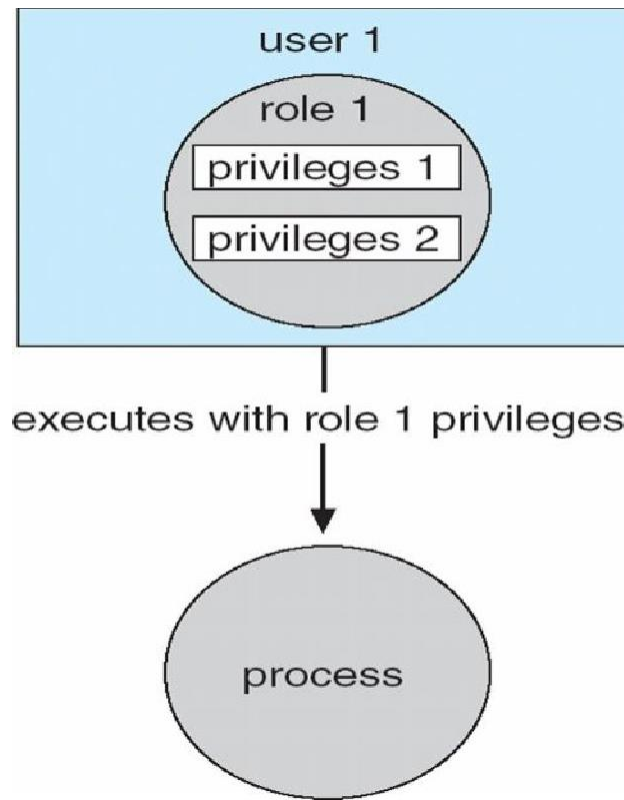 user 1
role 1
privileges 1
privileges 2
executes with role 1 privileges
process